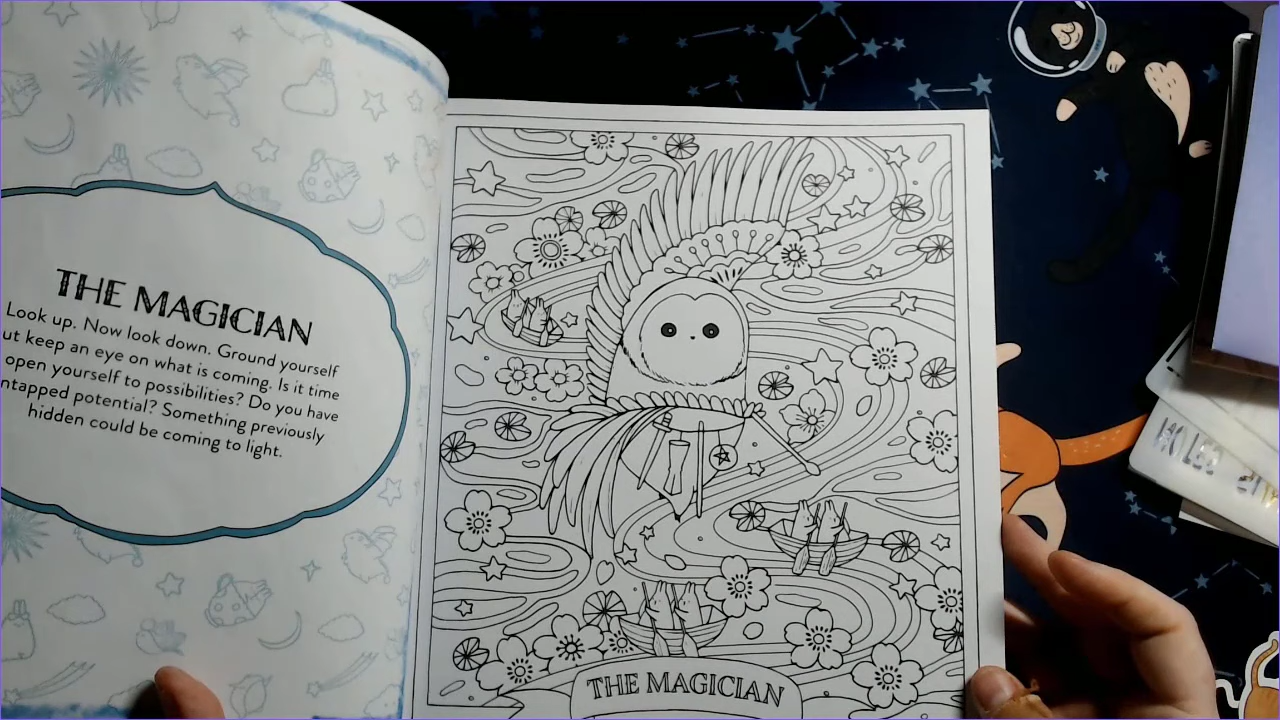 THE MAGICIAN
Look up. Now look down. Ground yourself
ut keep an eye on what is coming. Is it time
open yourself to possibilities? Do you have
ntapped potential? Something previously
hidden could be coming to light.
THE MAGICIAN